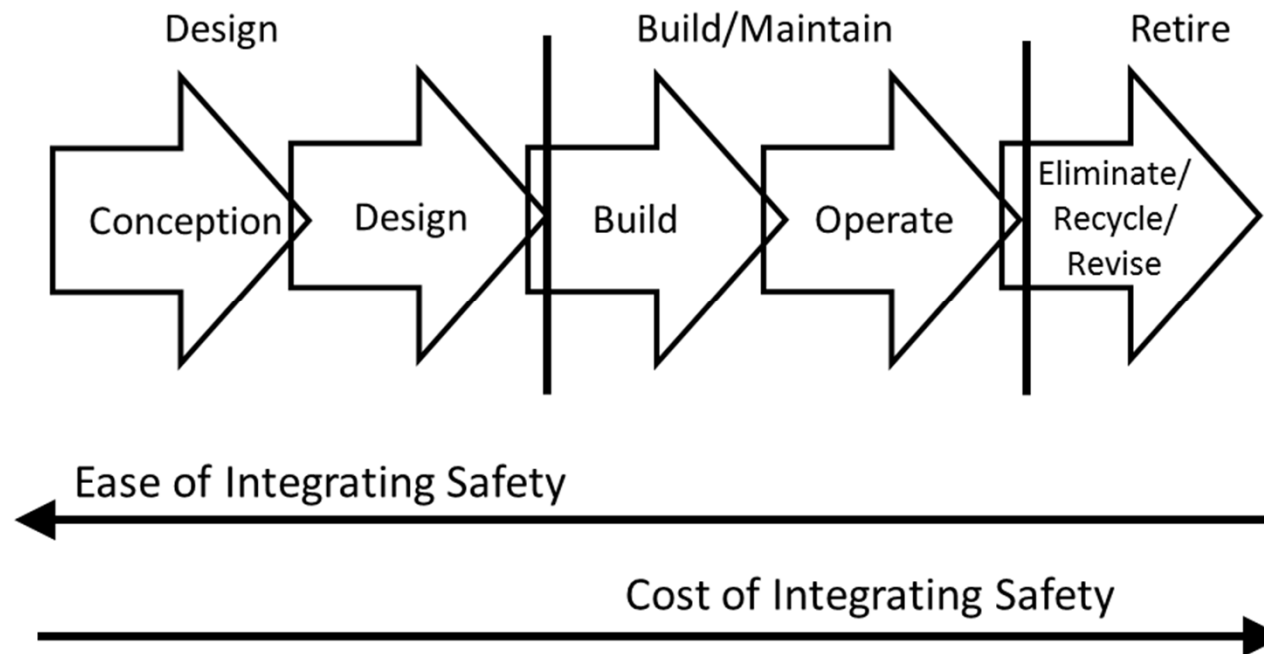 Design
Build/Maintain
Retire
Conception
Design
Build
Operate
Eliminate/
Recycle/
Revise
Ease of Integrating Safety
Cost of Integrating Safety